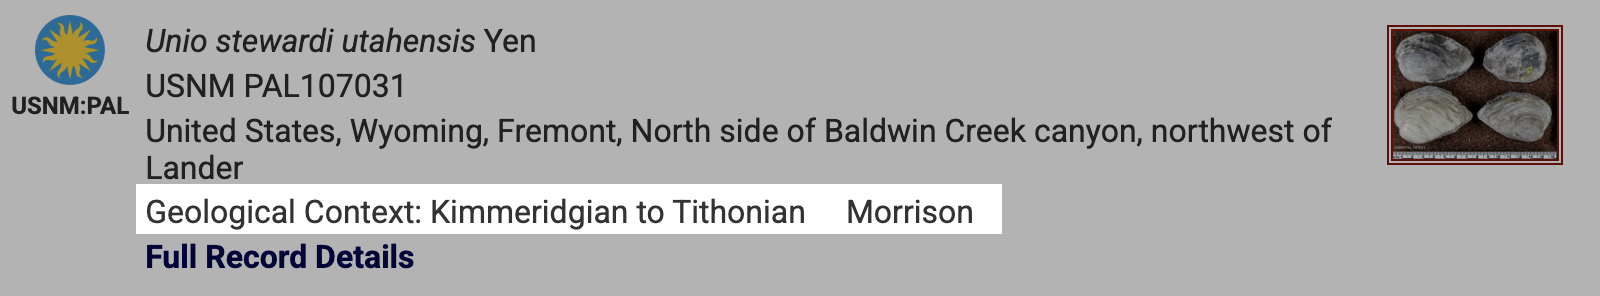 Unio stewardi utahensis Yen
USNM PAL107031
USNM:PAL
United States, Wyoming, Fremont, North side of Baldwin Creek canyon, northwest of
Lander
Geological Context: Kimmeridgian to Tithonian Morrison
Full Record Details